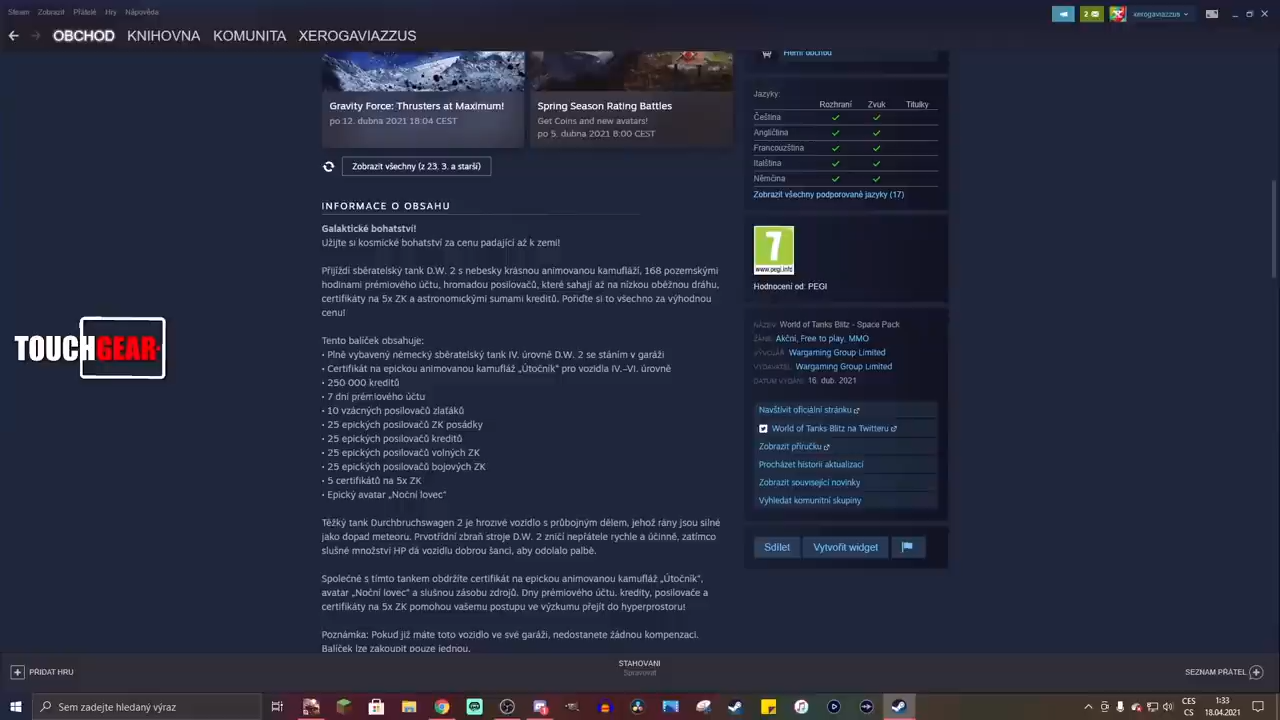 Steam Zobrazit Přátelé Hry Nápověda
2
xerogaviazzus
OBCHOD KNIHOVNA KOMUNITA XEROGAVIAZZUS
Herní obchodu
Gravity Force: Thrusters at Maximum!
po 12. dubna 2021 18:04 CEST
Spring Season Rating Battles
Get Coins and new avatars!
po 5. dubna 2021 8:00 CEST
Zobrazit všechny (z 23. 3. a starší)
INFORMACE O OBSAHU
Galaktické bohatství!
Užijte si kosmické bohatství za cenu padající až k zemi!
Přijíždí sběratelský tank D.W. 2 s nebesky krásnou animovanou kamufláží, 168 pozemskými
hodinami prémiového účtu, hromadou posilovačů, které sahají až na nízkou oběžnou dráhu,
certifikáty na 5x ZK a astronomickými sumami kreditů. Pořiďte si to všechno za výhodnou
cenu!
Tento balíček obsahuje:
• Plně vybavený německý sběratelský tank IV. úrovně D.W. 2 se stáním v garáži
• Certifikát na epickou animovanou kamufláž „Útočník" pro vozidla IV.–VI. úrovně
• 250 000 kreditů
• 7 dní prémiového účtu
• 10 vzácných posilovačů zlaťáků
• 25 epických posilovačů ZK posádky
• 25 epických posilovačů kreditů
• 25 epických posilovačů volných ZK
• 25 epických posilovačů bojových ZK
• 5 certifikátů na 5x ZK
• Epický avatar „Noční lovec"
Těžký tank Durchbruchswagen 2 je hrozivé vozidlo s průbojným dělem, jehož rány jsou silné
jako dopad meteoru. Prvotřídní zbraň stroje D.W. 2 zničí nepřátele rychle a účinně, zatímco
slušné množství HP dá vozidlu dobrou šanci, aby odolalo palbě.
Společně s tímto tankem obdržíte certifikát na epickou animovanou kamufláž „Útočník",
avatar „Noční lovec" a slušnou zásobu zdrojů. Dny prémiového účtu, kredity, posilovače a
certifikáty na 5x ZK pomohou vašemu postupu ve výzkumu přejít do hyperprostoru!
Poznámka: Pokud již máte toto vozidlo ve své garáži, nedostanete žádnou kompenzaci.
Balíček lze zakoupit pouze jednou.
Jazyky:
Rozhraní Zvuk Titulky
Čeština
Angličtina
Francouzština
Italština
Němčina
Zobrazit všechny podporované jazyky (17)
7
www.pegi.info
Hodnocení od: PEGI
NÁZEV: World of Tanks Blitz - Space Pack
ŽÁNR: Akční, Free to play, MMO
VÝVOJÁŘ: Wargaming Group Limited
VYDAVATEL: Wargaming Group Limited
DATUM VYDÁNÍ: 16. dub. 2021
Navštívit oficiální stránku
World of Tanks Blitz na Twitteru
Zobrazit příručku
Procházet historii aktualizací
Zobrazit související novinky
Vyhledat komunitní skupiny
Sdílet Vytvořit widget
TOUCHGEAR
PŘIDAT HRU
STAHOVÁNÍ
Spravovat
SEZNAM PŘÁTEL
Sem zadejte hledaný výraz
CES
CS
1:33
18.04.2021